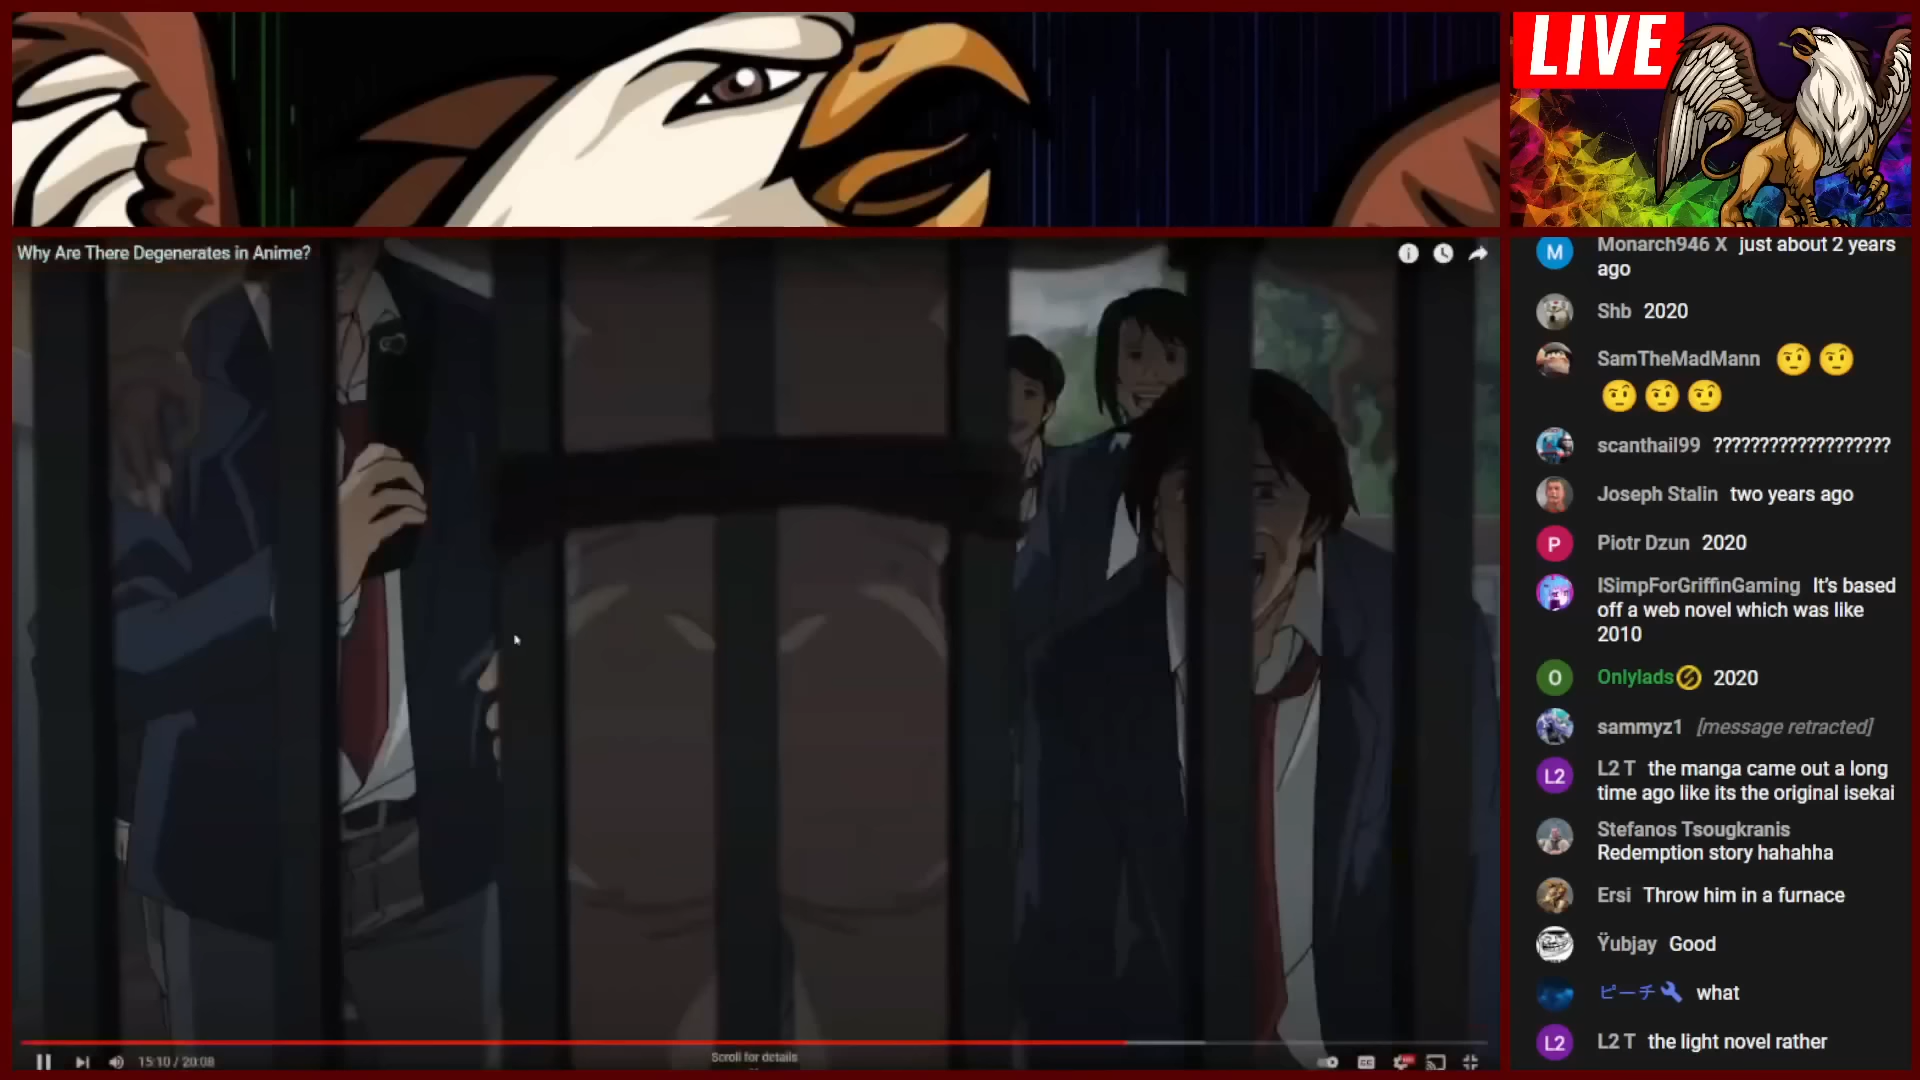 LIVE
Why Are There Degenerates in Anime?
Monarch946 X just about 2 years
ago
Shb 2020
SamTheMadMann
scanthail99 ???????????????????
Joseph Stalin two years ago
P
Piotr Dzun 2020
ISimpForGriffinGaming It's based
off a web novel which was like
2010
O
Onlylads 2020
sammyz1 [message retracted]
L2
L2 T the manga came out a long
time ago like its the original isekai
Stefanos Tsougkranis
Redemption story hahahha
Ersi Throw him in a furnace
Ÿubjay Good
ピーチ what
L2
L2 T the light novel rather
M
15:10 / 20:08
Scroll for details